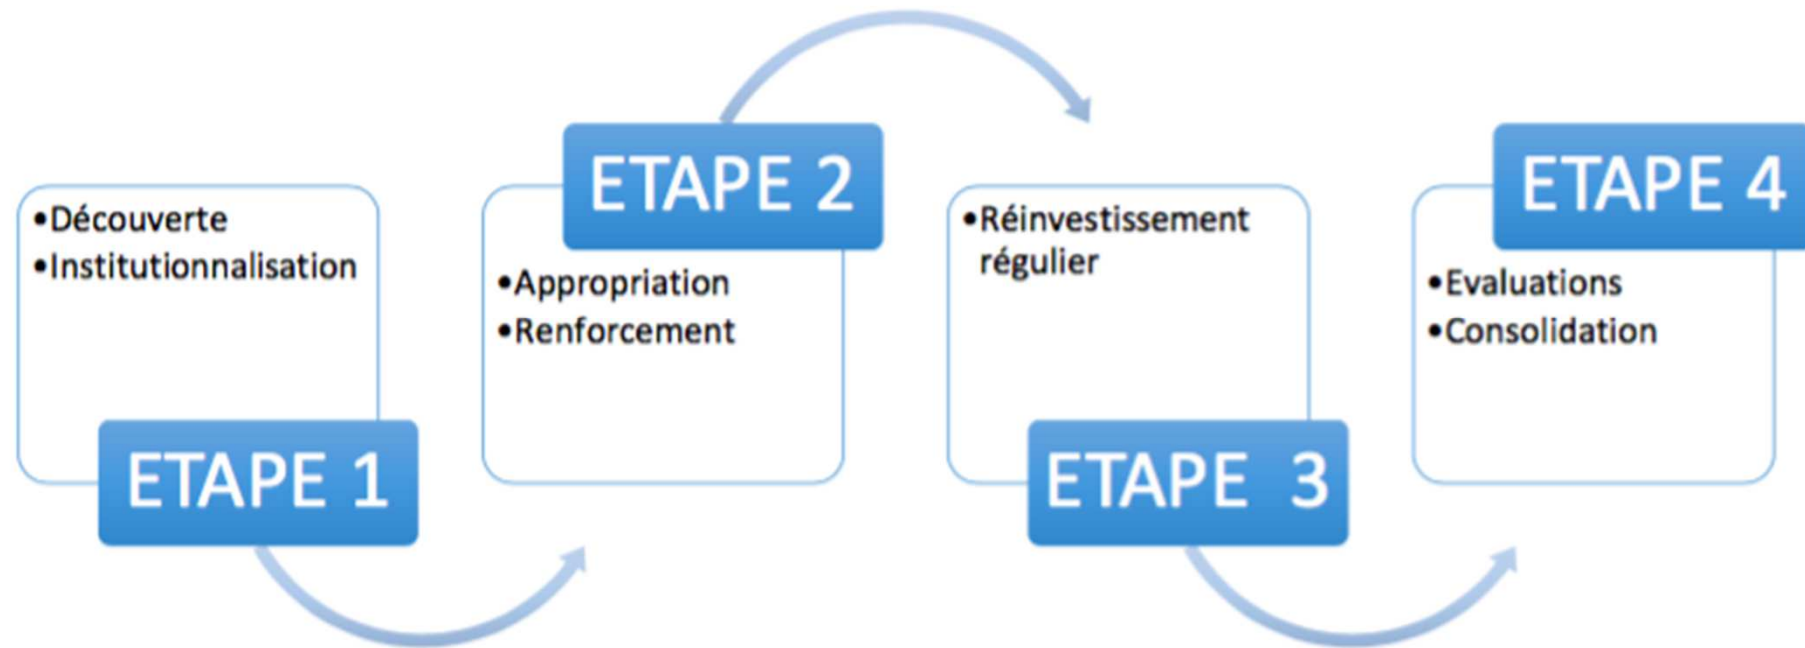 •Découverte
•Institutionnalisation
ETAPE 1
ETAPE 2
•Appropriation
•Renforcement
•Réinvestissement
régulier
ETAPE  3
ETAPE 4
•Evaluations
•Consolidation